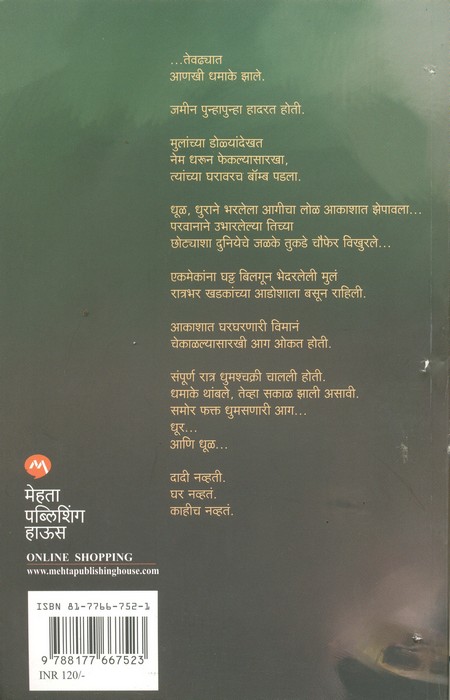 ...तेवढ्यात
आणखी धमाके झाले.
जमीन पुन्हापुन्हा हादरत होती.
मुलांच्या डोळ्यांदेखत
नेम धरुन फेकल्यासारखा,
त्यांच्या घरावरच बॉम्ब पडला.
धूळ, धुराने भरलेला आगीचा लोळ आकाशात झेपावला...
परवानाने उभारलेल्या तिच्या
छोट्याशा दुनियेचे जळके तुकडे चौफेर विखुरले...
एकमेकांना घट्ट बिलगून भेदरलेली मुलं
रात्रभर खडकांच्या आडोशाला बसून राहिली.
आकाशात घरघरणारी विमानं
चेकाळल्यासारखी आग ओकत होती.
संपूर्ण रात्र धुमश्चक्री चालली होती.
धमाके थांबले, तेव्हा सकाळ झाली असावी.
समोर फक्त धुमसणारी आग...
धूर...
आणि धूळ...
दादी नव्हती.
घर नव्हतं.
काहीच नव्हतं.
मेहता
पब्लिशिंग
हाऊस
ONLINE SHOPPING
www.mehtapublishinghouse.com
ISBN 81-7766-752-1
9 788177 667523
INR 120/-